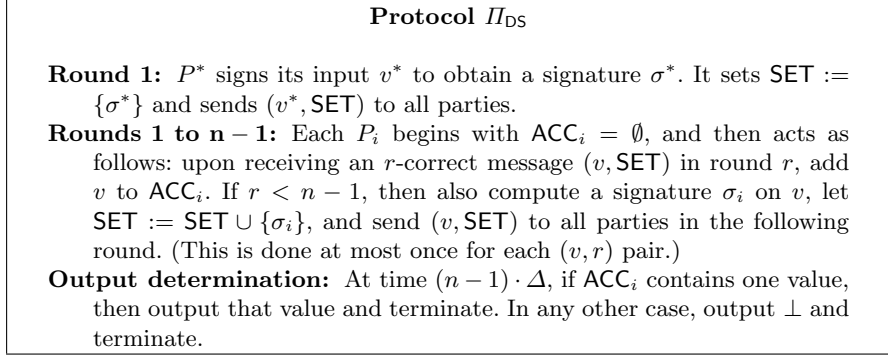 Protocol Π_DS
Round 1: P* signs its input v* to obtain a signature σ*. It sets SET :=
{σ*} and sends (v*, SET) to all parties.
Rounds 1 to n − 1: Each P_i begins with ACC_i = ∅, and then acts as
follows: upon receiving an r-correct message (v, SET) in round r, add
v to ACC_i. If r < n − 1, then also compute a signature σ_i on v, let
SET := SET ∪ {σ_i}, and send (v, SET) to all parties in the following
round. (This is done at most once for each (v, r) pair.)
Output determination: At time (n − 1) · Δ, if ACC_i contains one value,
then output that value and terminate. In any other case, output ⊥ and
terminate.